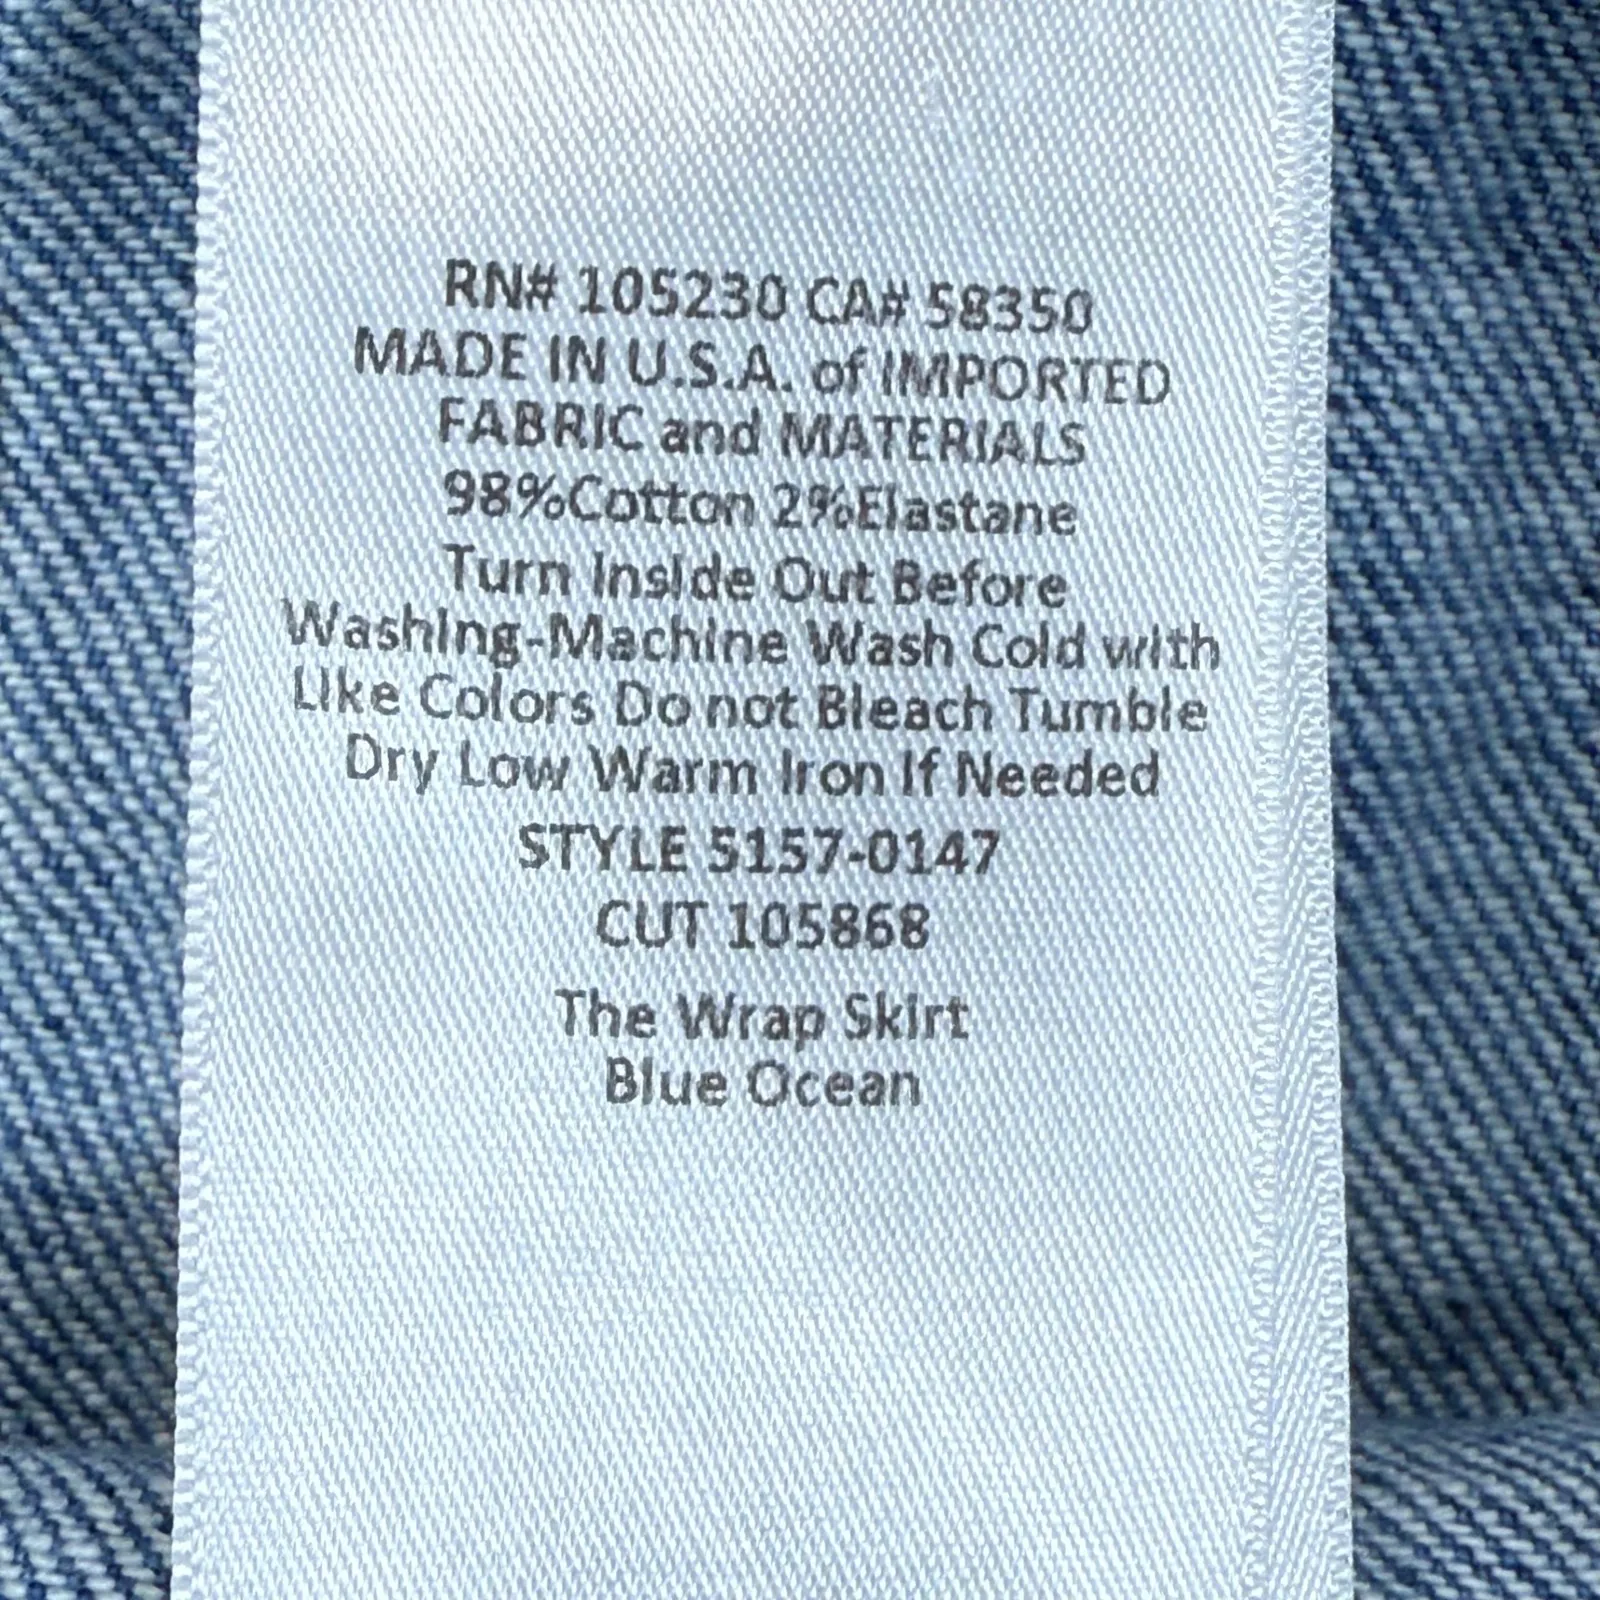 RN# 105230 CA# 58350
MADE IN U.S.A. of IMPORTED
FABRIC and MATERIALS
98%Cotton 2%Elastane
Turn Inside Out Before
Washing-Machine Wash Cold with
Like Colors Do not Bleach Tumble
Dry Low Warm Iron If Needed
STYLE 5157-0147
CUT 105868
The Wrap Skirt
Blue Ocean